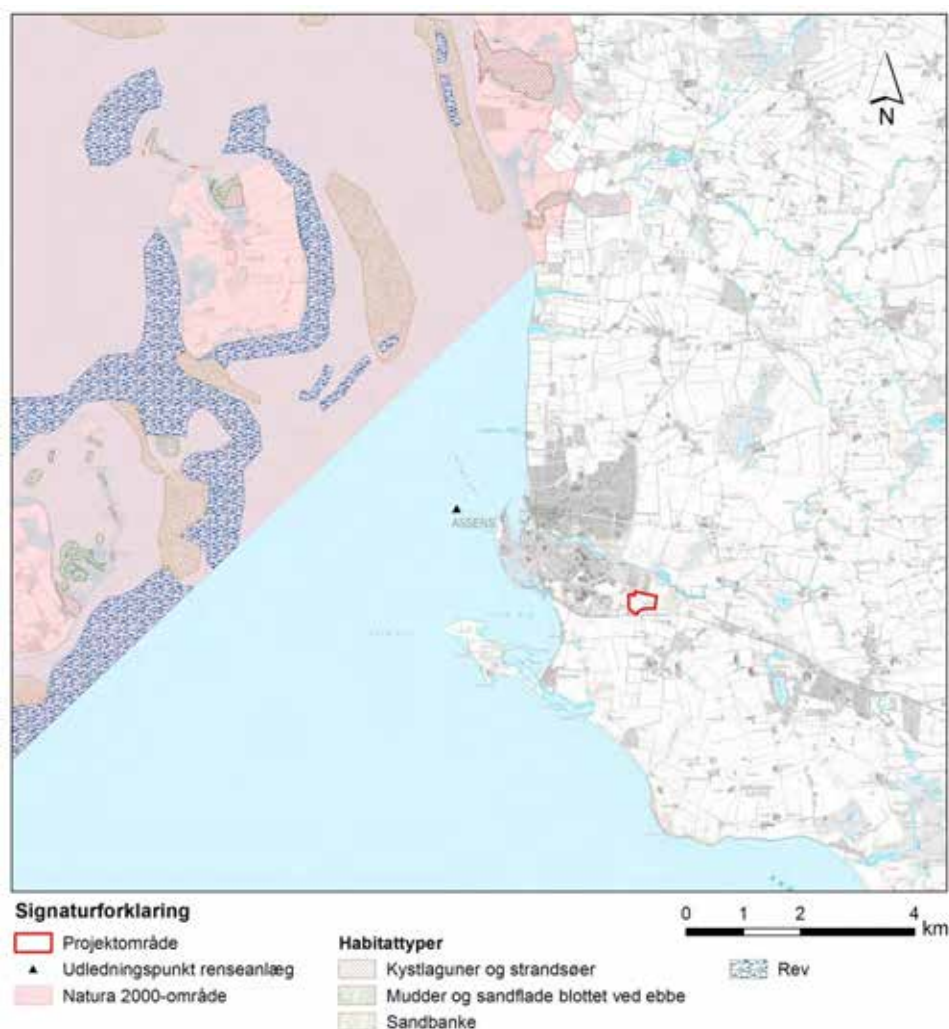 N
ASSENS
Signaturforklaring
Projektområde
Udledningspunkt renseanlæg
Natura 2000-område
Habitattyper
Kystlaguner og strandsøer
Mudder og sandflade blottet ved ebbe
Sandbanke
Rev
0 1 2 4
km